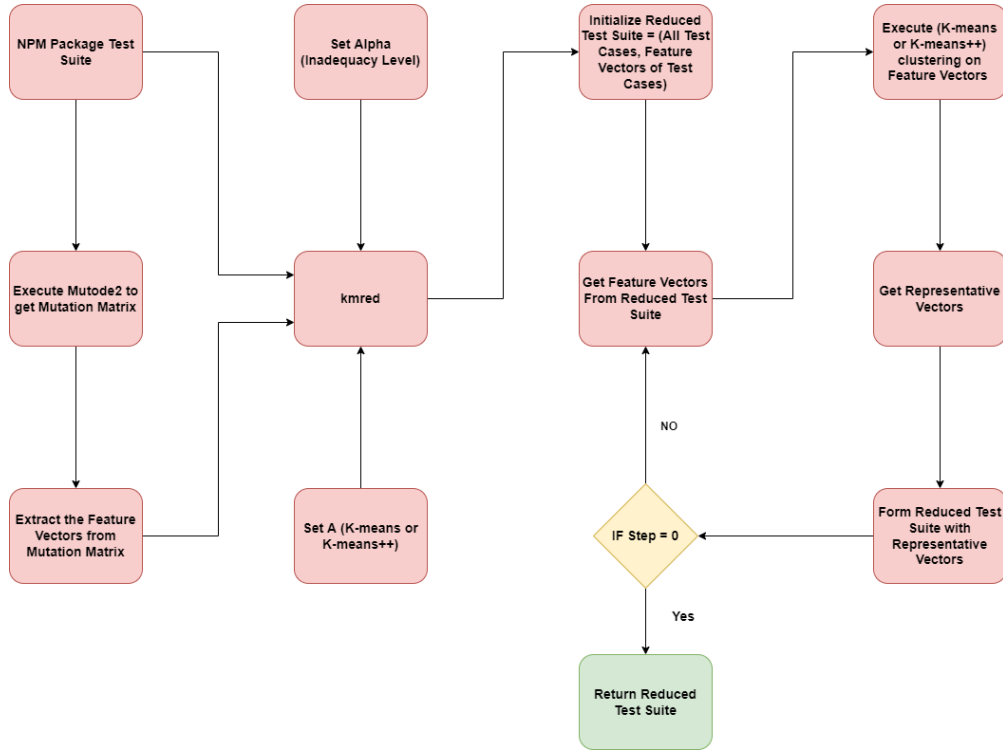 NPM Package Test
Suite
Set Alpha
(Inadequacy Level)
Initialize Reduced
Test Suite = (All Test
Cases, Feature
Vectors of Test
Cases)
Execute (K-means
or K-means++)
clustering on
Feature Vectors
Execute Mutode2 to
get Mutation Matrix
kmred
Get Feature Vectors
From Reduced Test
Suite
Get Representative
Vectors
NO
Extract the Feature
Vectors from
Mutation Matrix
Set A (K-means or
K-means++)
IF Step = 0
Form Reduced Test
Suite with
Representative
Vectors
Yes
Return Reduced
Test Suite